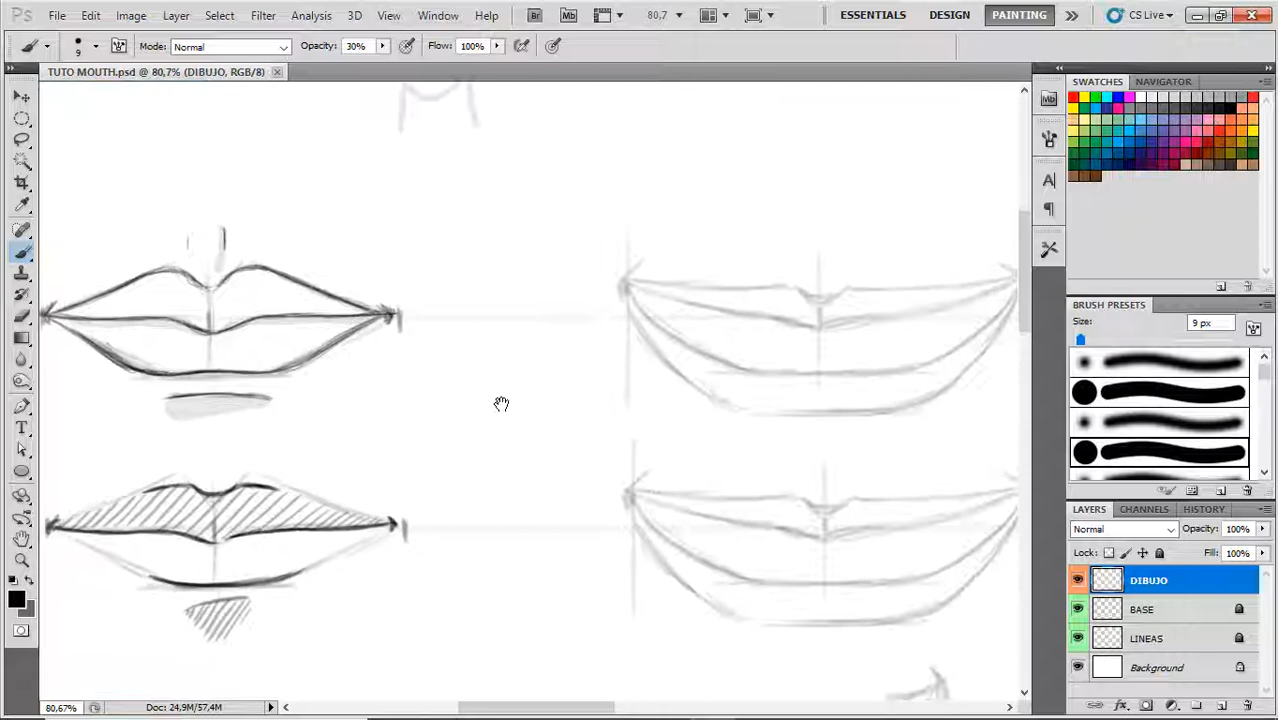 Ps File Edit Image Layer Select Filter Analysis 3D View Window Help Br Mb 80,7 ESSENTIALS DESIGN PAINTING CS Live
9 Mode: Normal Opacity: 30% Flow: 100%
TUTO MOUTH.psd @ 80,7% (DIBUJO, RGB/8)
SWATCHES NAVIGATOR
Mb
A
BRUSH PRESETS
Size: 9 px
LAYERS CHANNELS HISTORY
Normal Opacity: 100%
Lock: Fill: 100%
DIBUJO
BASE
LINEAS
Background
T
80,67% Doc: 24,9M/57,4M